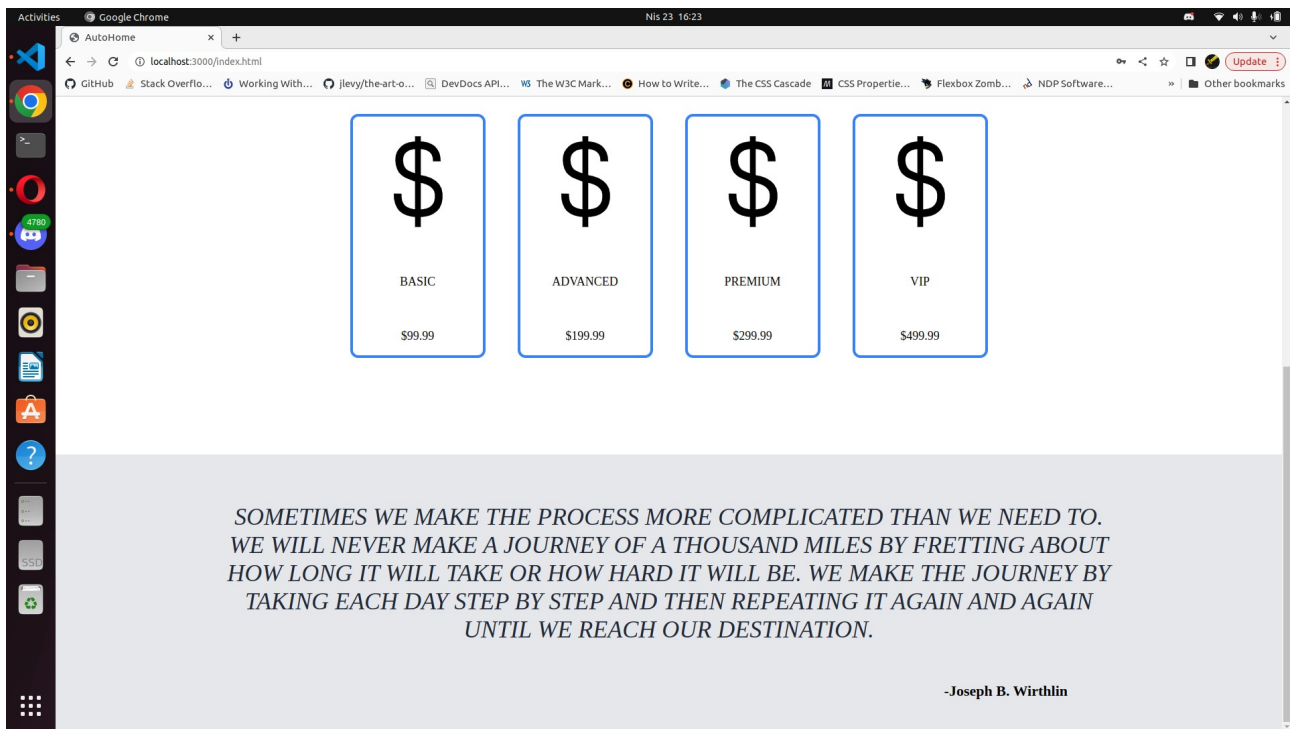 Activities Google Chrome Nis 23 16:23
AutoHome
localhost:3000/index.html Update
GitHub Stack Overflo... Working With... jlevy/the-art-o... DevDocs API... The W3C Mark... How to Write... The CSS Cascade CSS Propertie... Flexbox Zomb... NDP Software... » Other bookmarks
$ $ $ $
BASIC ADVANCED PREMIUM VIP
$99.99 $199.99 $299.99 $499.99
4780
SSD
SOMETIMES WE MAKE THE PROCESS MORE COMPLICATED THAN WE NEED TO.
WE WILL NEVER MAKE A JOURNEY OF A THOUSAND MILES BY FRETTING ABOUT
HOW LONG IT WILL TAKE OR HOW HARD IT WILL BE. WE MAKE THE JOURNEY BY
TAKING EACH DAY STEP BY STEP AND THEN REPEATING IT AGAIN AND AGAIN
UNTIL WE REACH OUR DESTINATION.
-Joseph B. Wirthlin